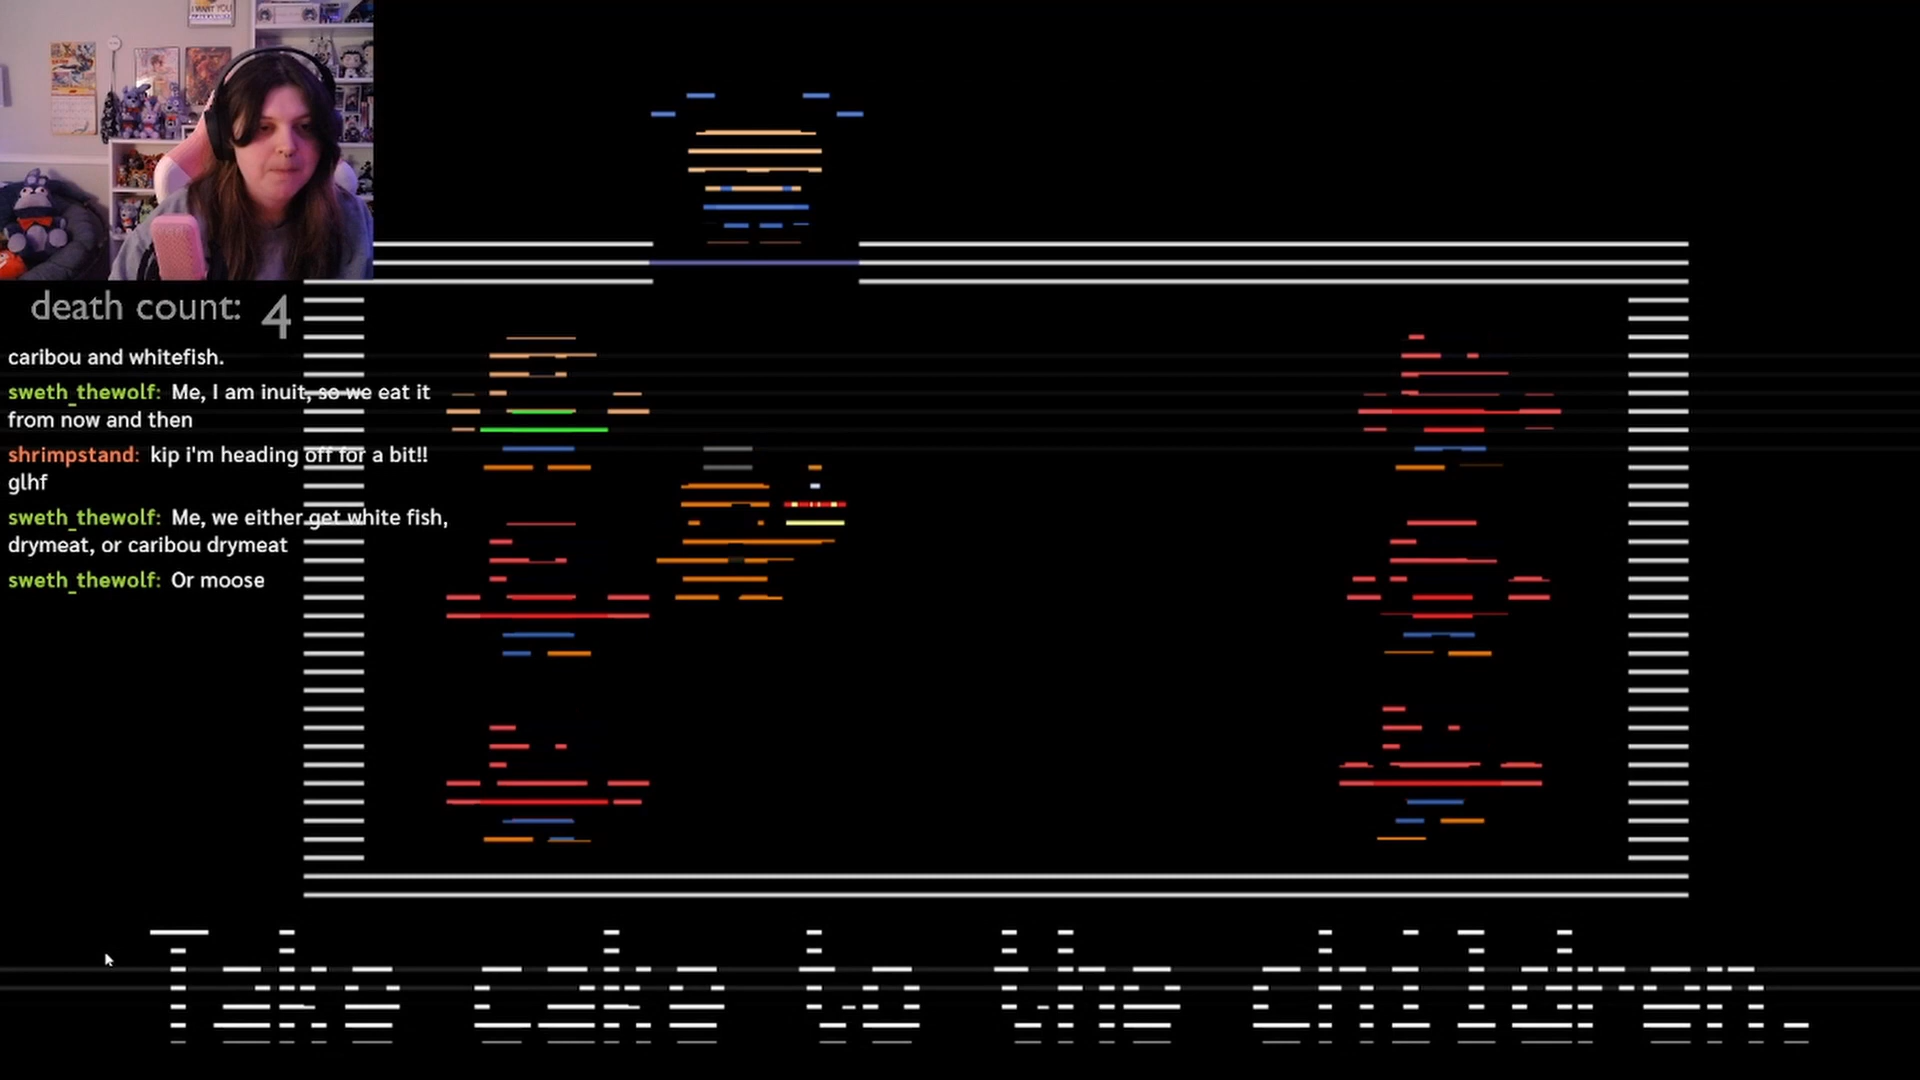 I WANT YOU
death count: 4
caribou and whitefish.
sweth_thewolf: Me, I am inuit, so we eat it
from now and then
shrimpstand: kip i'm heading off for a bit!!
glhf
sweth_thewolf: Me, we either get white fish,
drymeat, or caribou drymeat
sweth_thewolf: Or moose
Take cake to the children.